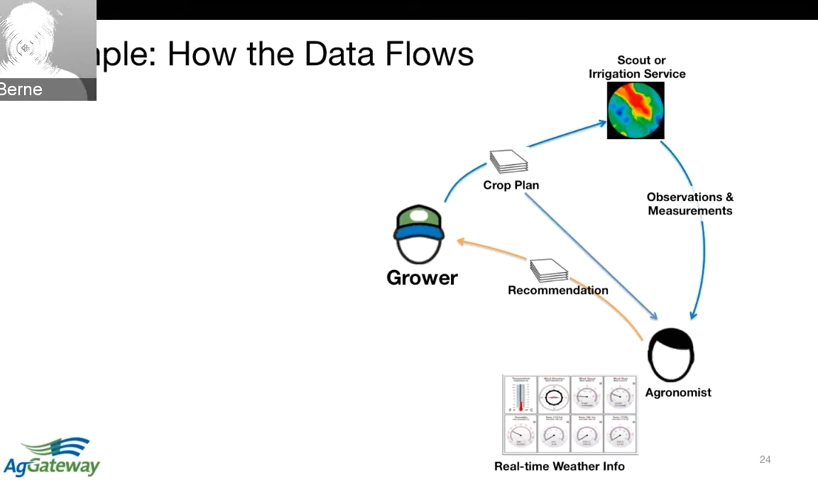 mple: How the Data Flows
Berne
Scout or
Irrigation Service
Crop Plan
Observations &
Measurements
Grower
Recommendation
Agronomist
Real-time Weather Info
AgGateway
24